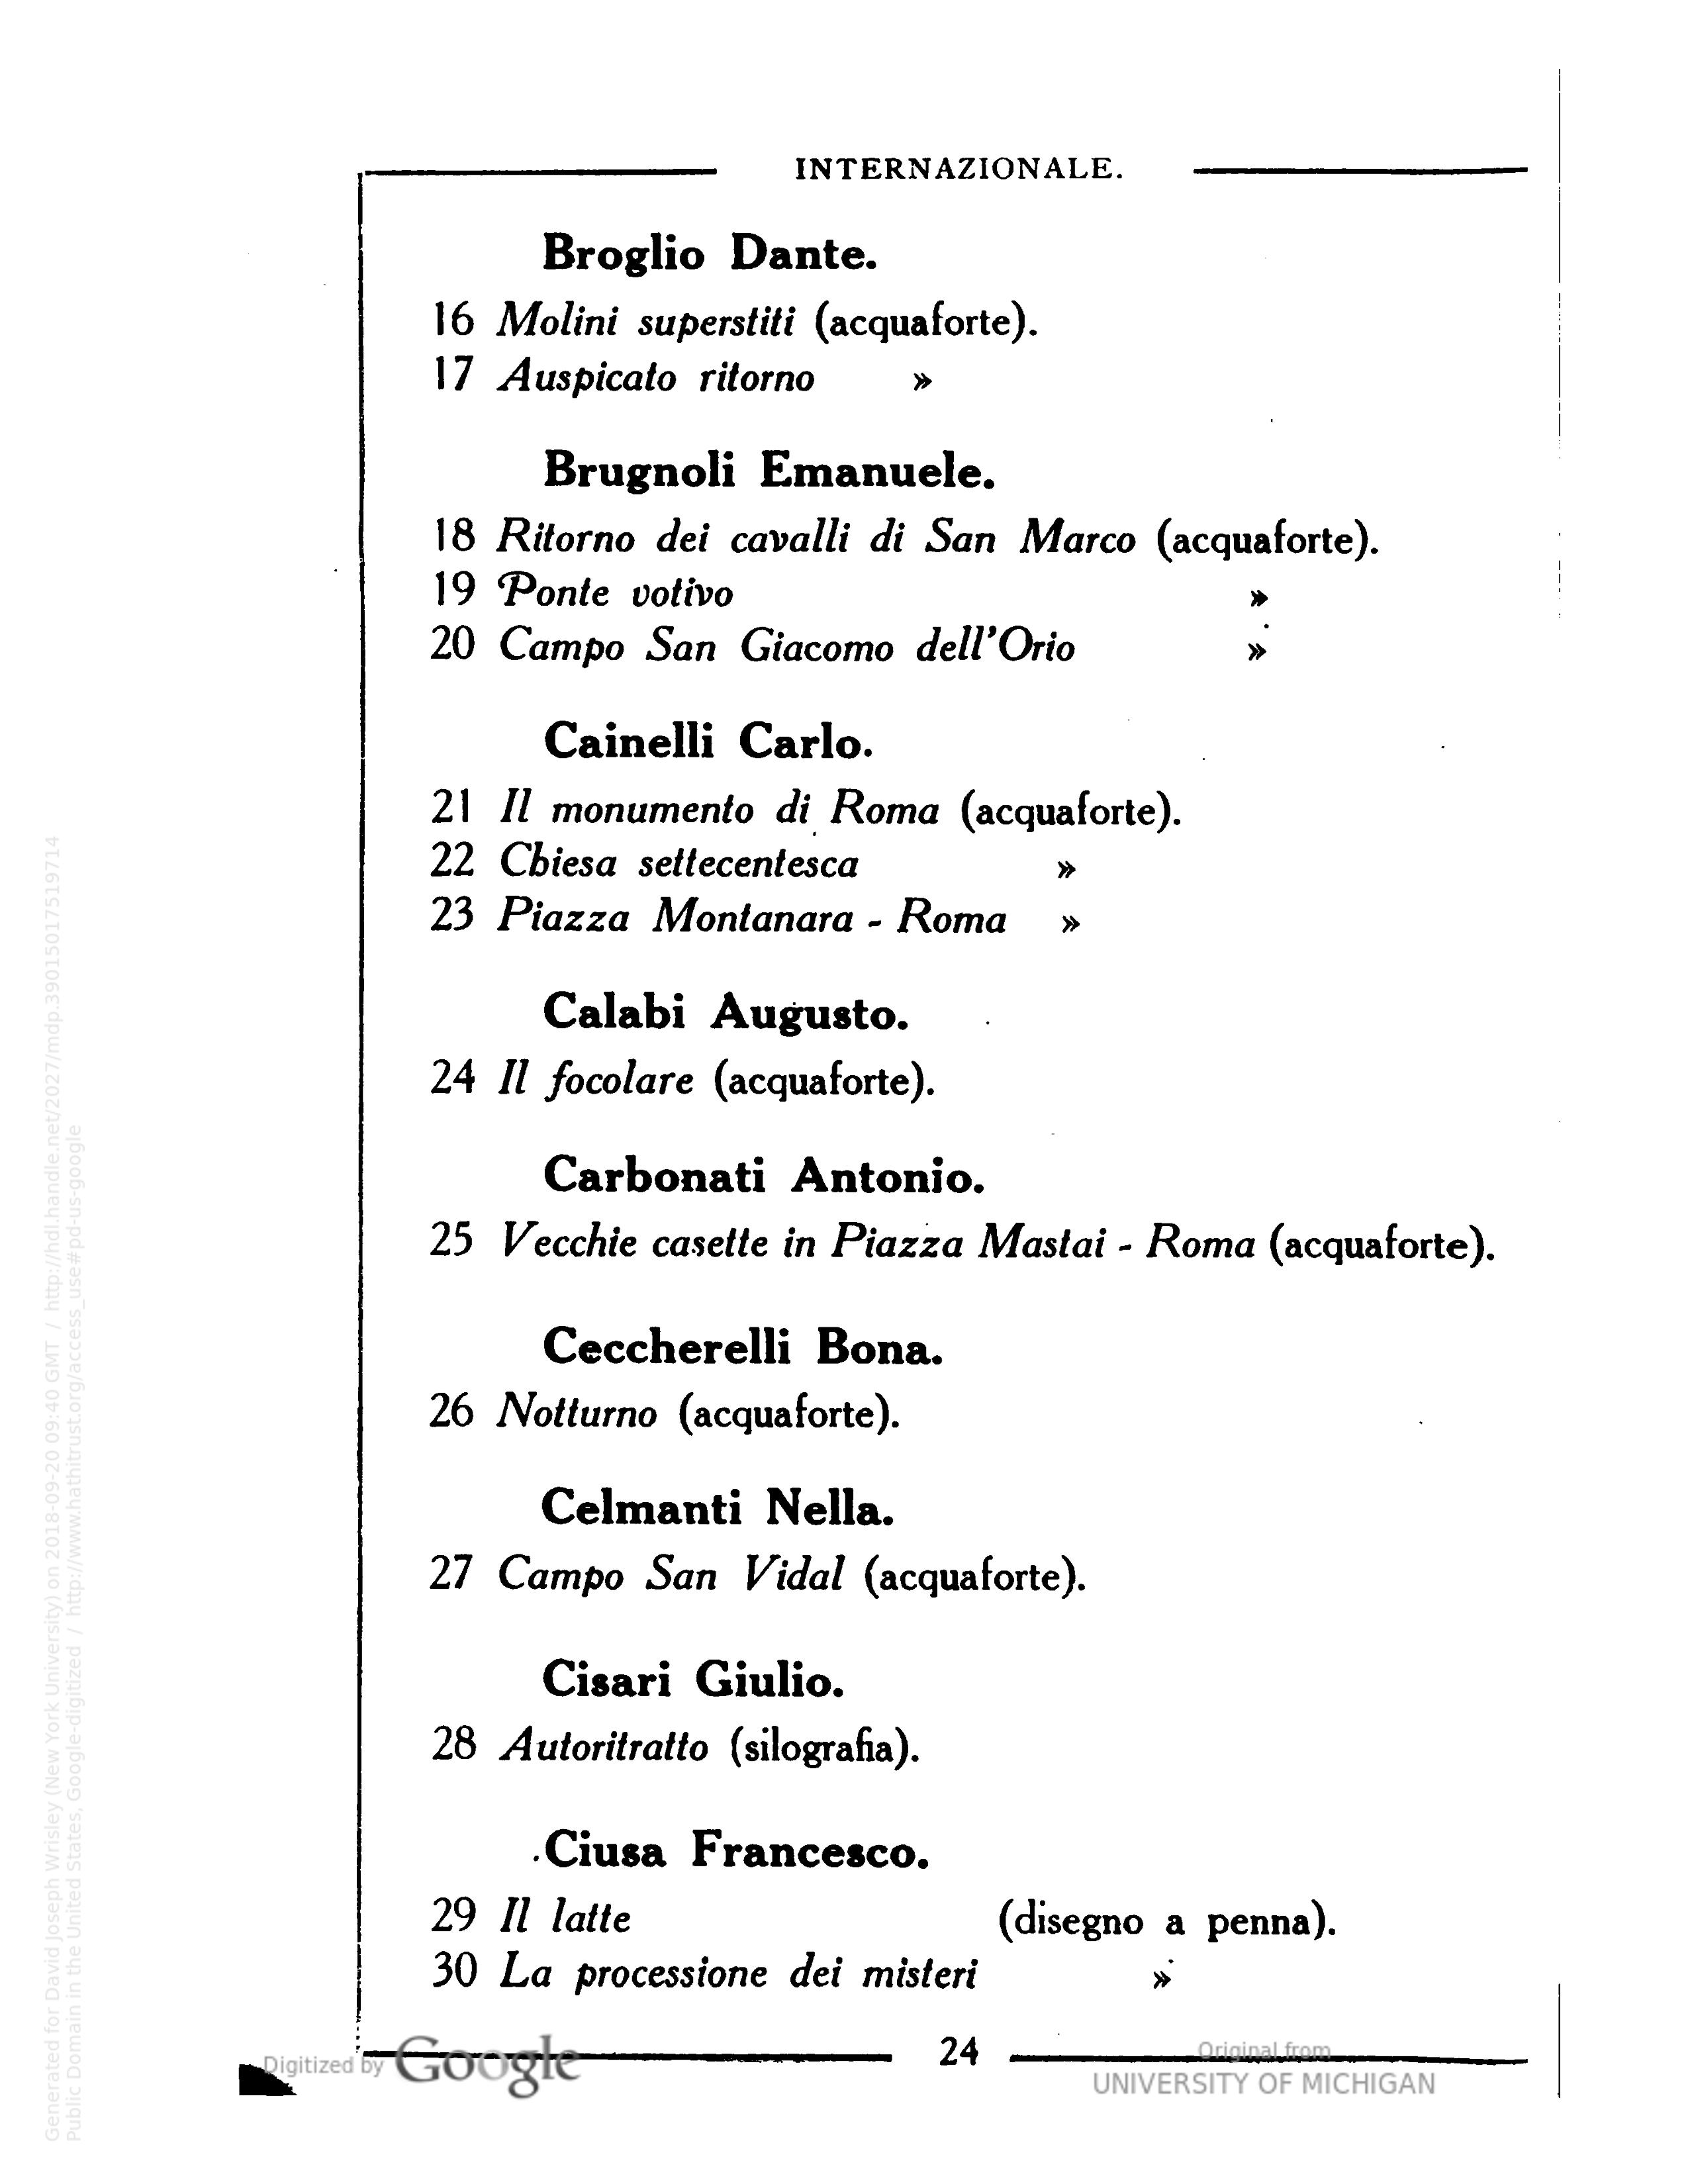 INTERNAZIONALE.
Broglio Dante.
16 Molini superstiti (acquaforte).
17 Auspicato ritorno »
Brugnoli Emanuele.
18 Ritorno dei cavalli di San Marco (acquaforte).
19 Ponte votivo »
20 Campo San Giacomo dell'Orio »
Cainelli Carlo.
21 Il monumento di Roma (acquaforte).
22 Chiesa settecentesca »
23 Piazza Montanara - Roma »
Calabi Augusto.
24 Il focolare (acquaforte).
Carbonati Antonio.
25 Vecchie casette in Piazza Mastai - Roma (acquaforte).
Ceccherelli Bona.
26 Notturno (acquaforte).
Celmanti Nella.
27 Campo San Vidal (acquaforte).
Cisari Giulio.
28 Autoritratto (silografia).
Ciusa Francesco.
29 Il latte (disegno a penna).
30 La processione dei misteri »
24
Digitized by Google
Original from
UNIVERSITY OF MICHIGAN
Generated for David Joseph Wrisley (New York University) on 2018-09-20 09:40 GMT / http://hdl.handle.net/2027/mdp.39015017519714
Public Domain in the United States, Google-digitized / http://www.hathitrust.org/access_use#pd-us-google